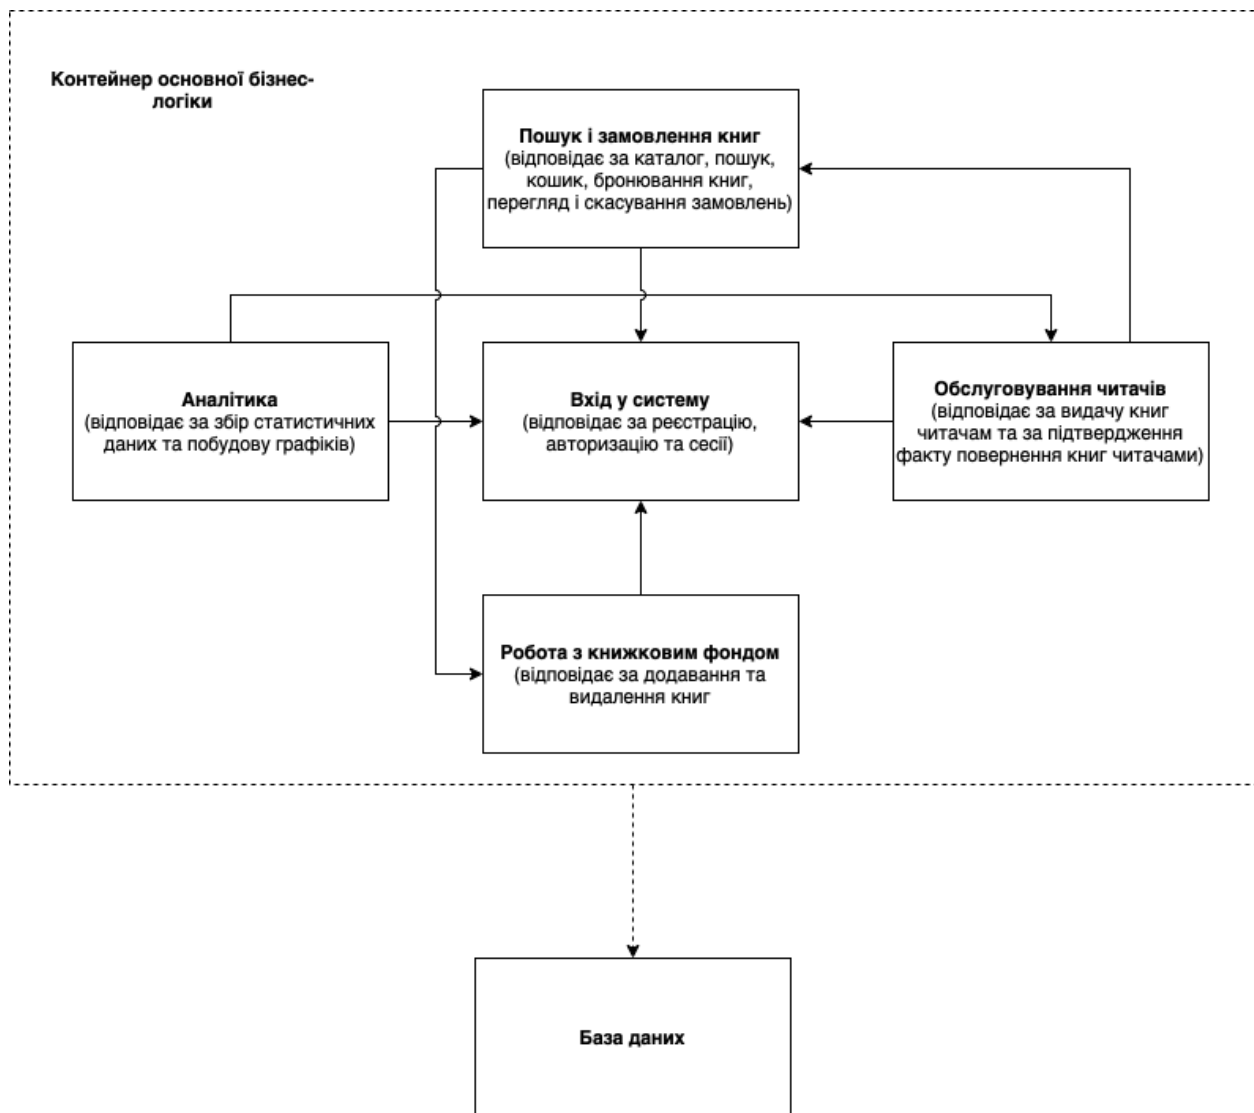 Контейнер основної бізнес-
логіки
Пошук і замовлення книг
(відповідає за каталог, пошук,
кошик, бронювання книг,
перегляд і скасування замовлень)
Аналітика
(відповідає за збір статистичних
даних та побудову графіків)
Вхід у систему
(відповідає за реєстрацію,
авторизацію та сесії)
Обслуговування читачів
(відповідає за видачу книг
читачам та за підтвердження
факту повернення книг читачами)
Робота з книжковим фондом
(відповідає за додавання та
видалення книг
База даних